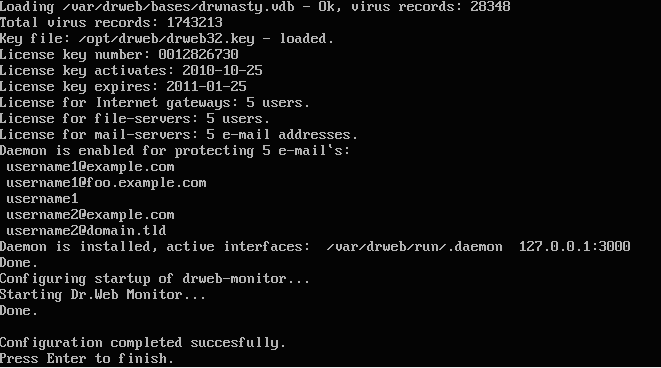 Loading /var/drweb/bases/drwnasty.vdb - Ok, virus records: 28348
Total virus records: 1743213
Key file: /opt/drweb/drweb32.key - loaded.
License key number: 0012826730
License key activates: 2010-10-25
License key expires: 2011-01-25
License for Internet gateways: 5 users.
License for file-servers: 5 users.
License for mail-servers: 5 e-mail addresses.
Daemon is enabled for protecting 5 e-mail's:
 username1@example.com
 username1@foo.example.com
 username1
 username2@example.com
 username2@domain.tld
Daemon is installed, active interfaces:  /var/drweb/run/.daemon  127.0.0.1:3000
Done.
Configuring startup of drweb-monitor...
Starting Dr.Web Monitor...
Done.

Configuration completed succesfully.
Press Enter to finish.